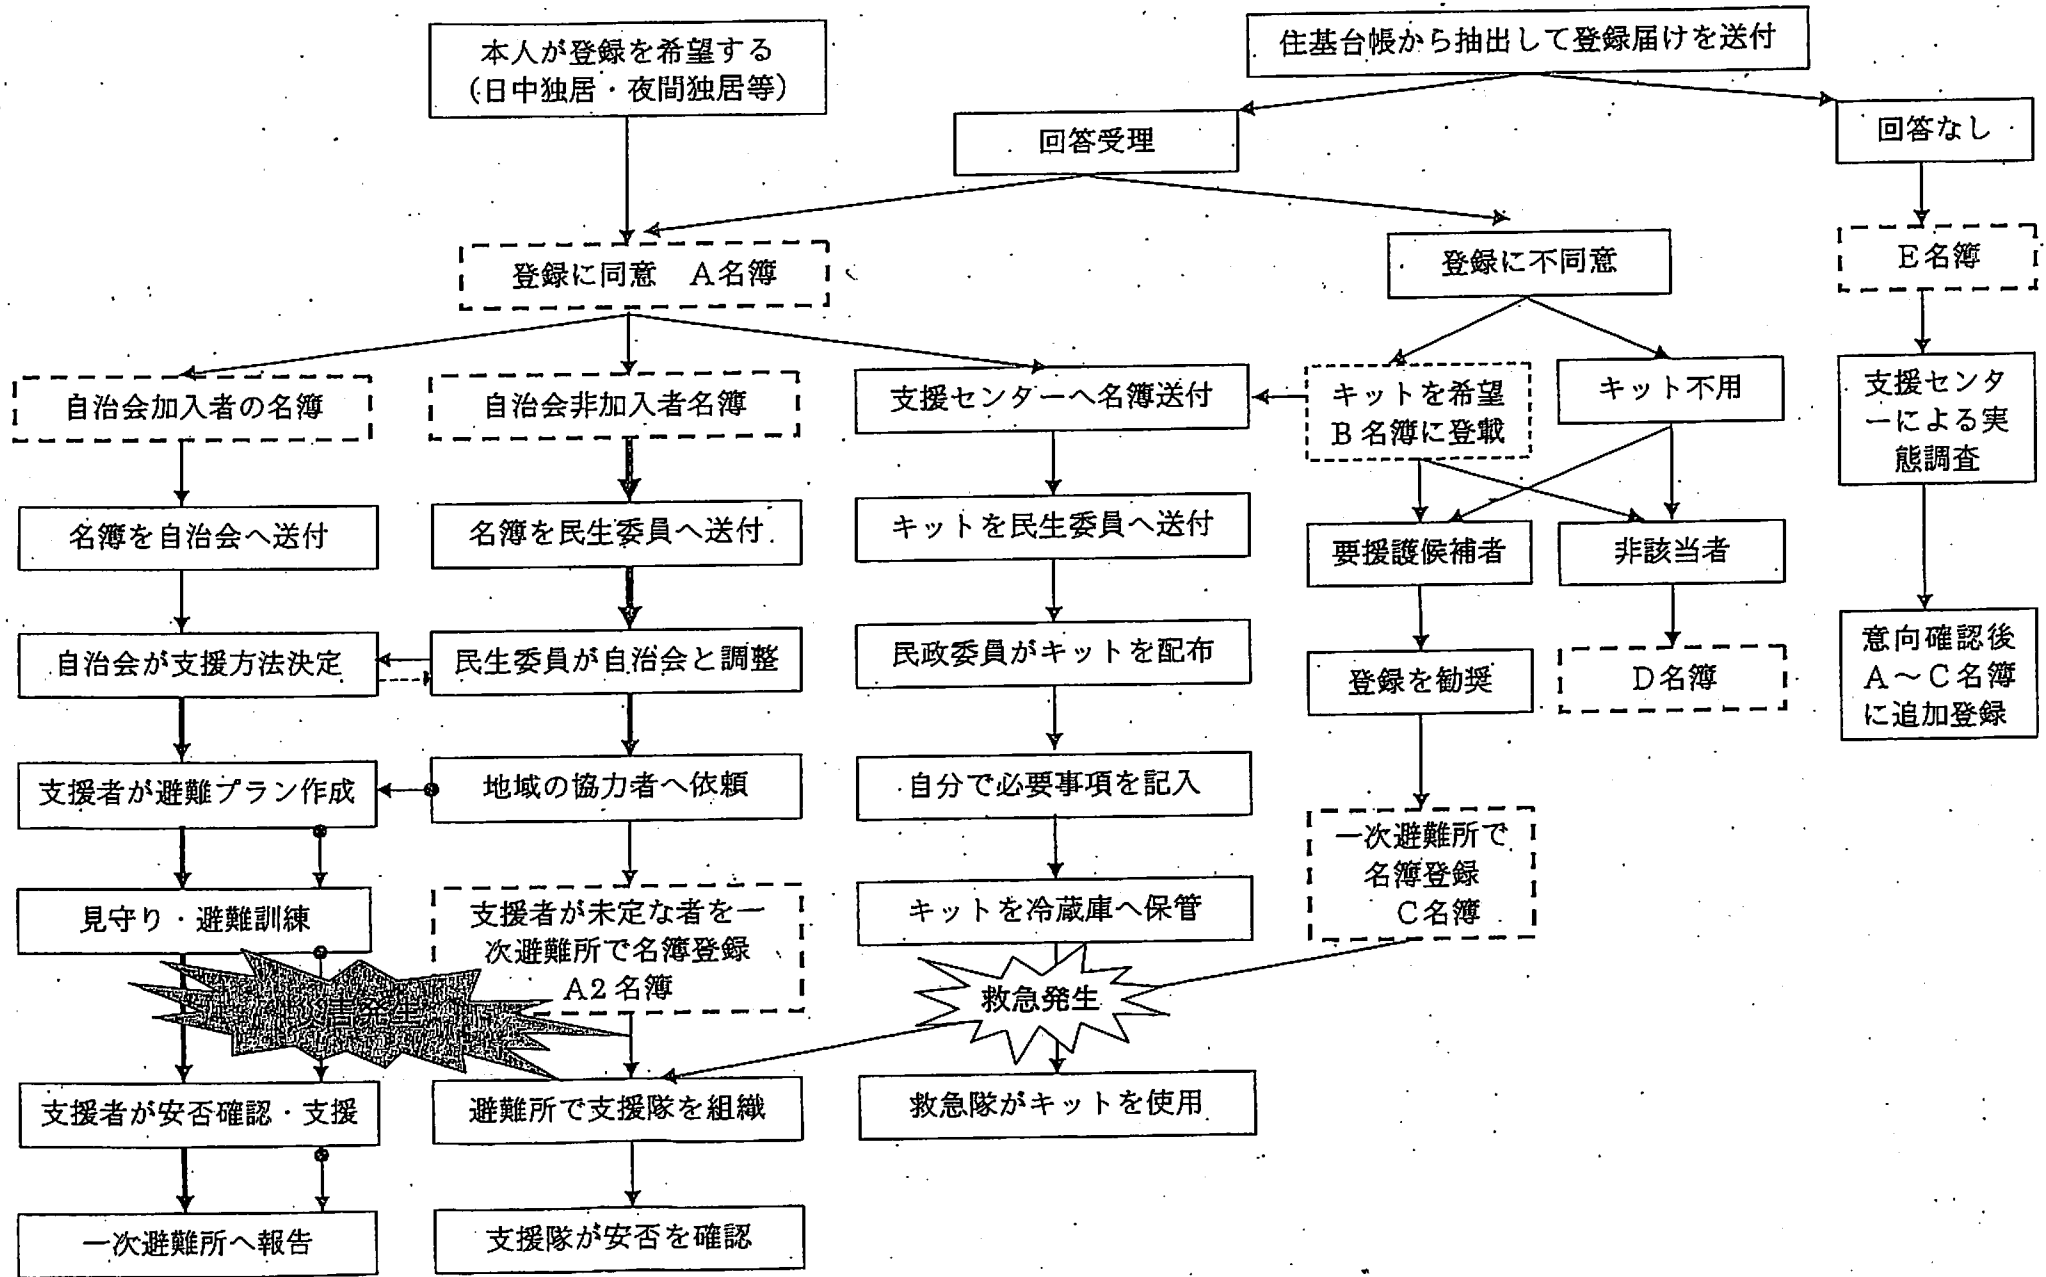 本人が登録を希望する
(日中独居・夜間独居等)
住基台帳から抽出して登録届けを送付
回答受理
回答なし
登録に同意 A名簿
登録に不同意
E名簿
自治会加入者の名簿
自治会非加入者名簿
支援センターへ名簿送付
キットを希望
B名簿に登載
キット不用
支援センタ
ーによる実
態調査
名簿を自治会へ送付
名簿を民生委員へ送付
キットを民生委員へ送付
要援護候補者
非該当者
自治会が支援方法決定
民生委員が自治会と調整
民政委員がキットを配布
登録を勧奨
D名簿
意向確認後
A～C名簿
に追加登録
支援者が避難プラン作成
地域の協力者へ依頼
自分で必要事項を記入
一次避難所で
名簿登録
C名簿
見守り・避難訓練
支援者が未定な者を一
次避難所で名簿登録
A2名簿
キットを冷蔵庫へ保管
災害発生
救急発生
支援者が安否確認・支援
避難所で支援隊を組織
救急隊がキットを使用
一次避難所へ報告
支援隊が安否を確認